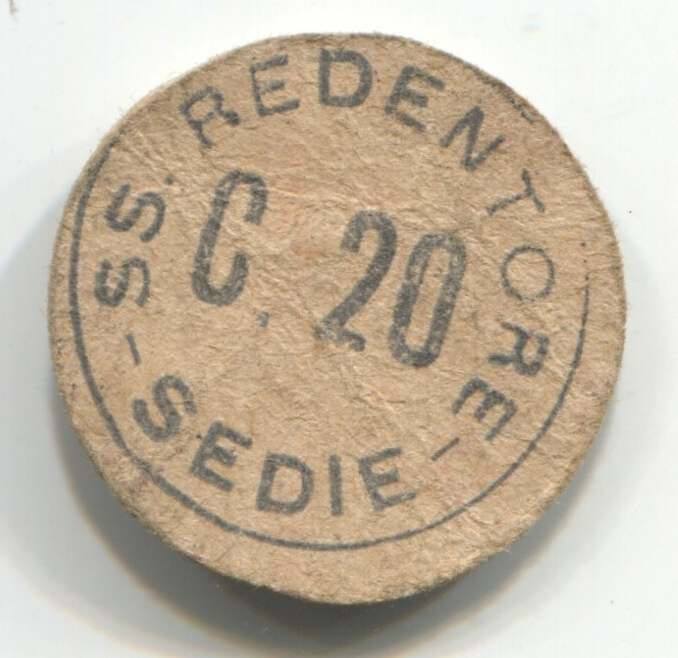 SS. REDENTORE
C. 20
- SEDIE -